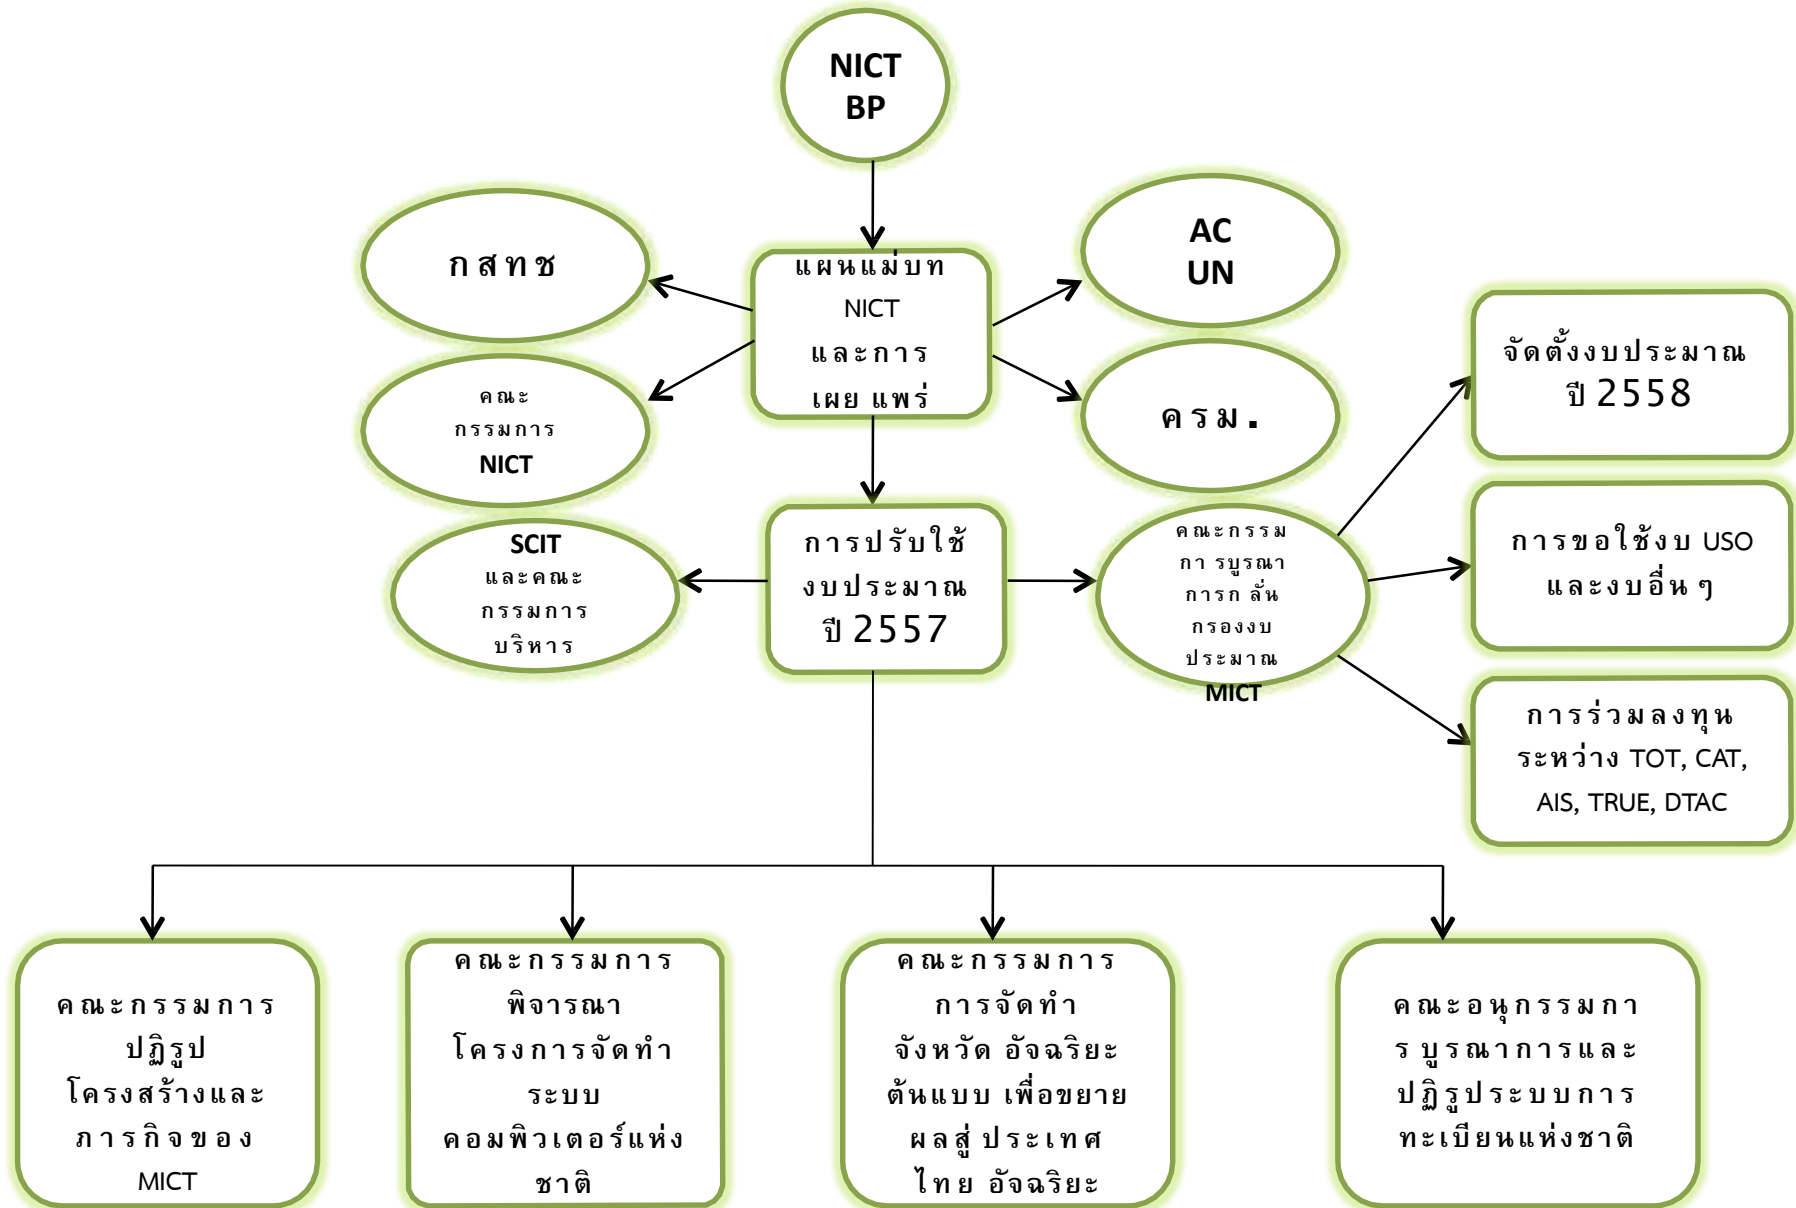 NICT
BP
กสทช
แผนแม่บท
NICT
และการ
เผย แพร่
AC
UN
คณะ
กรรมการ
NICT
ครม.
จัดตั้งงบประมาณ
ปี 2558
SCIT
และคณะ
กรรมการ
บริหาร
การปรับใช้
งบประมาณ
ปี 2557
คณะกรรม
กา รบูรณา
การก ลั่น
กรองงบ
ประมาณ
MICT
การขอใช้งบ USO
และงบอื่น ๆ
การร่วมลงทุน
ระหว่าง TOT, CAT,
AIS, TRUE, DTAC
คณะกรรมการ
ปฏิรูป
โครงสร้างและ
ภารกิจของ
MICT
คณะกรรมการ
พิจารณา
โครงการจัดทำ
ระบบ
คอมพิวเตอร์แห่ง
ชาติ
คณะกรรมการ
การจัดทำ
จังหวัด อัจฉริยะ
ต้นแบบ เพื่อขยาย
ผลสู่ ประเทศ
ไทย อัจฉริยะ
คณะอนุกรรมกา
ร บูรณาการและ
ปฏิรูประบบการ
ทะเบียนแห่งชาติ